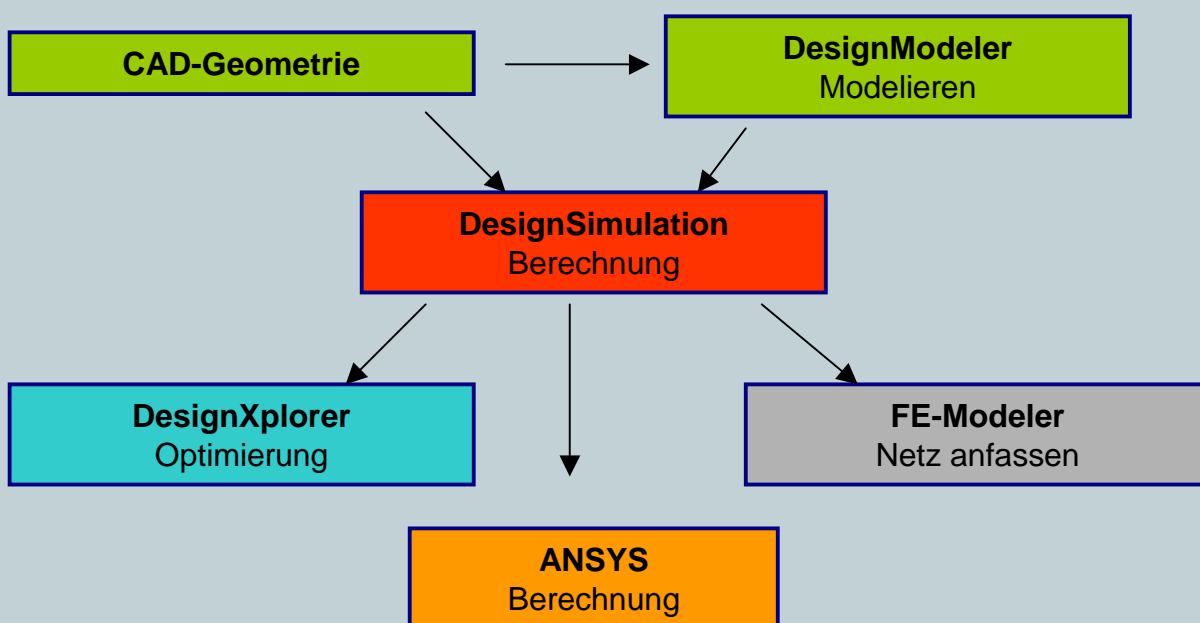 CAD-Geometrie
DesignModeler
Modelieren
DesignSimulation
Berechnung
DesignXplorer
Optimierung
FE-Modeler
Netz anfassen
ANSYS
Berechnung